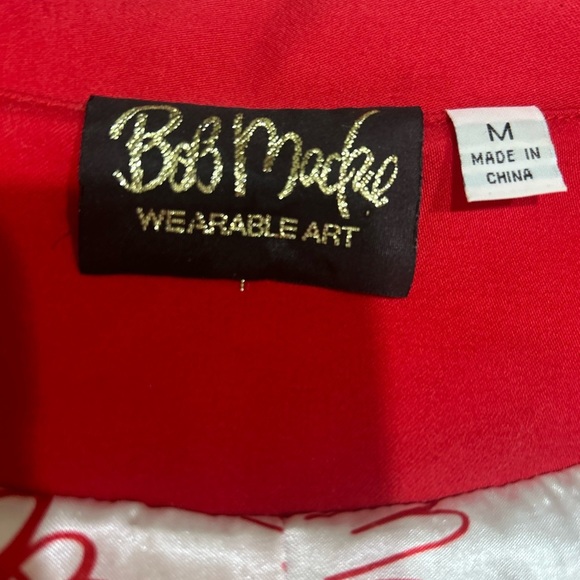 Bob Mackie
WEARABLE ART
M
MADE IN
CHINA